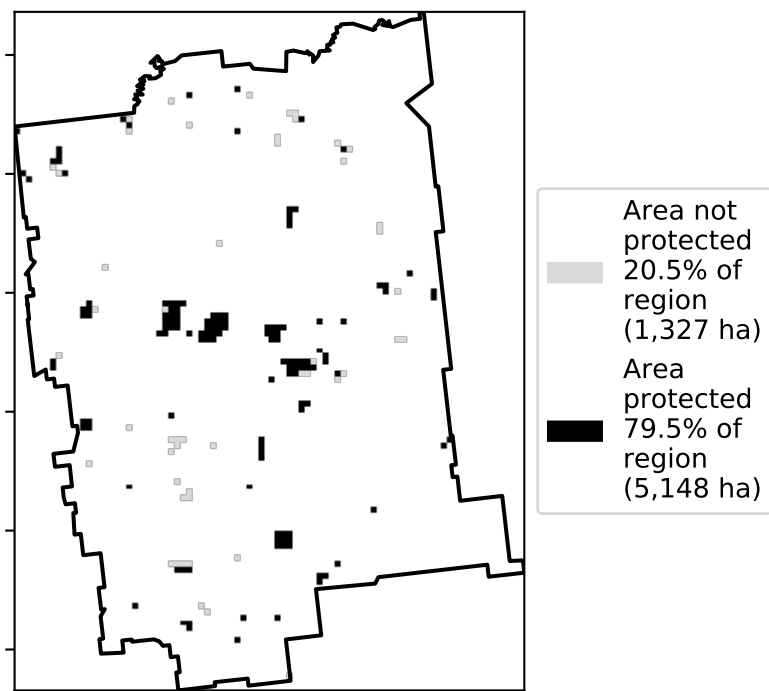 Area not
protected
20.5% of
region
(1,327 ha)
Area
protected
79.5% of
region
(5,148 ha)